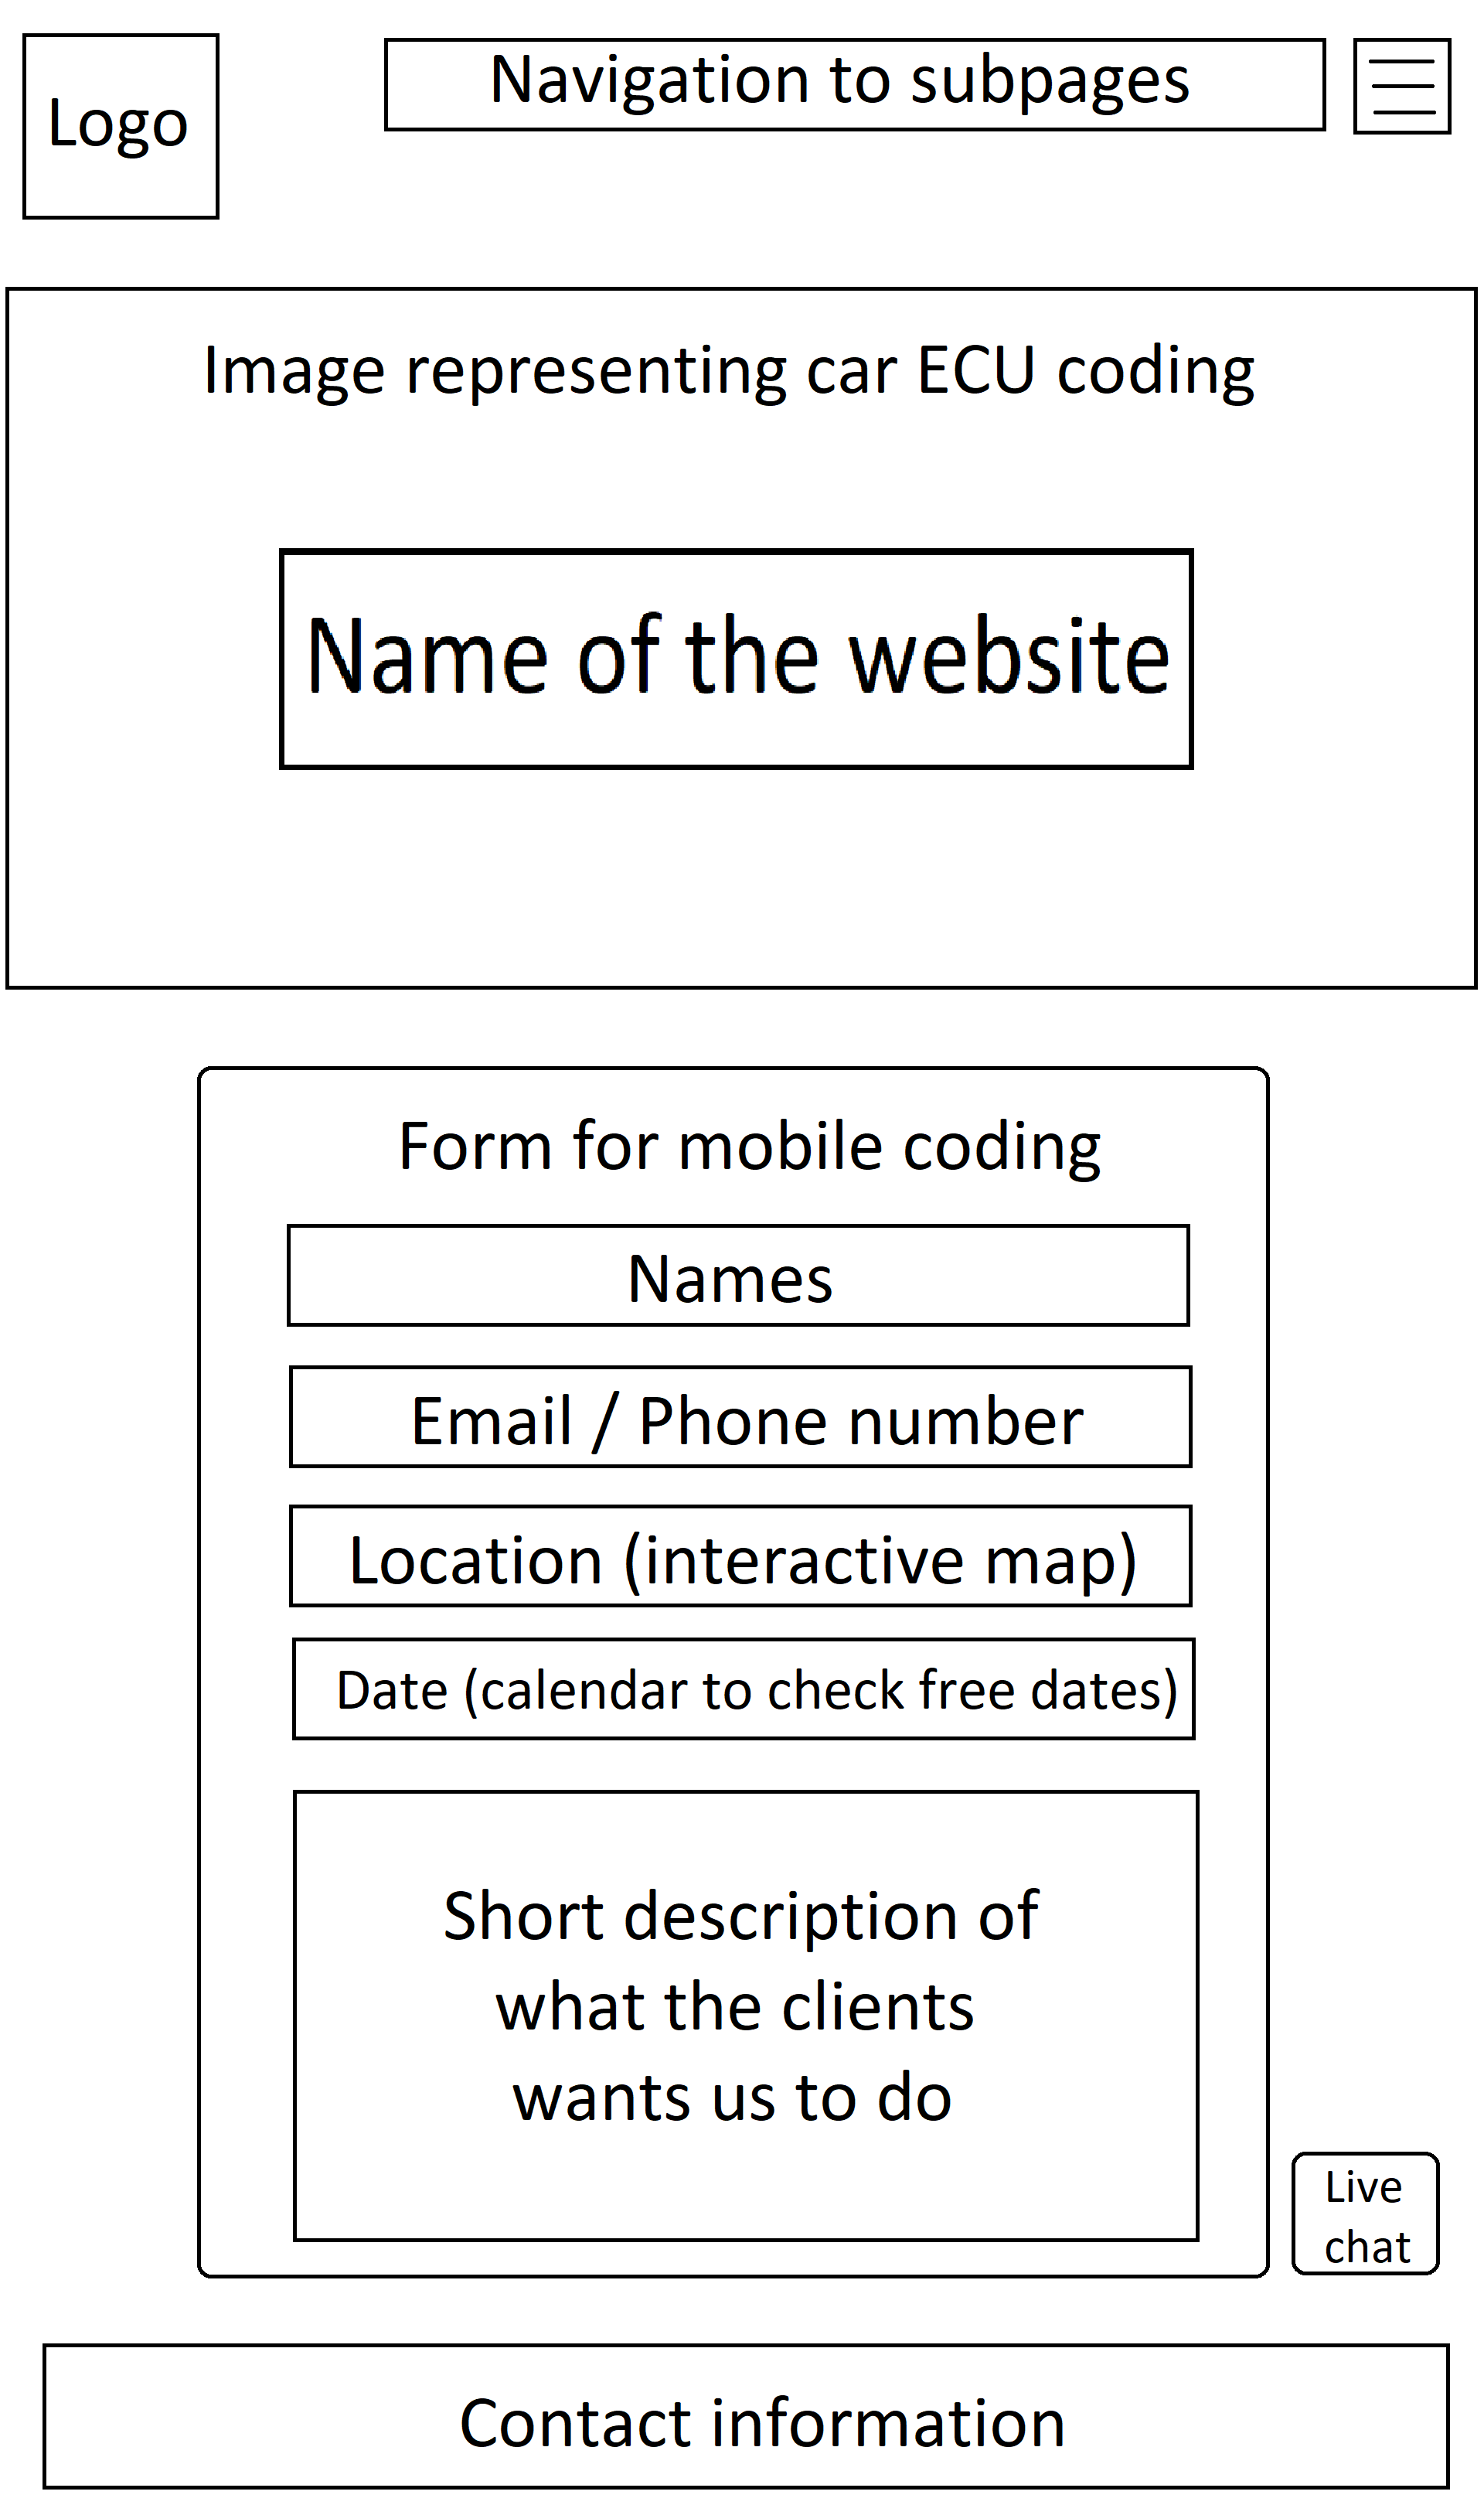 Logo
Navigation to subpages
Image representing car ECU coding
Name of the website
Form for mobile coding
Names
Email / Phone number
Location (interactive map)
Date (calendar to check free dates)
Short description of
what the clients
wants us to do
Live
chat
Contact information